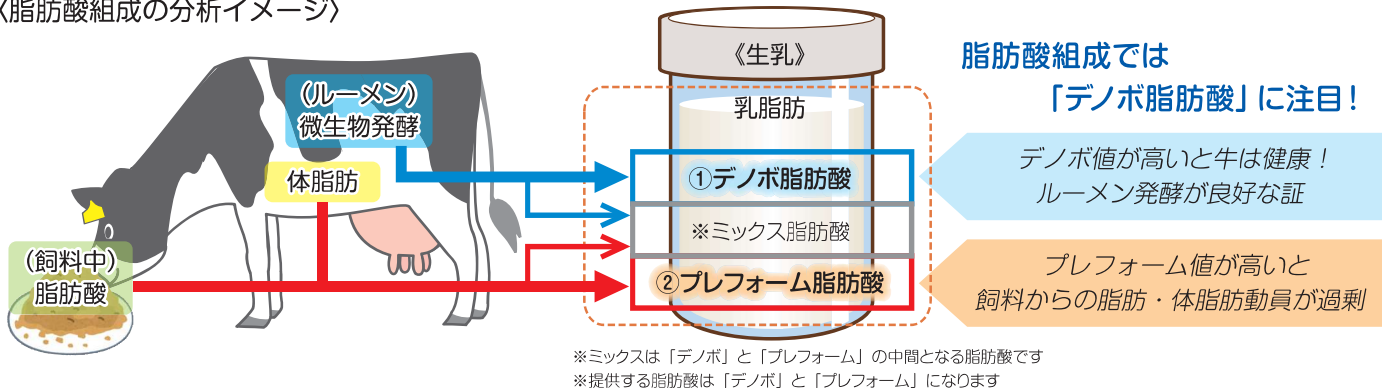 〈脂肪酸組成の分析イメージ〉
（ルーメン）
微生物発酵
体脂肪
（飼料中）
脂肪酸
《生乳》
乳脂肪
①デノボ脂肪酸
※ミックス脂肪酸
②プレフォーム脂肪酸
脂肪酸組成では
「デノボ脂肪酸」に注目！
デノボ値が高いと牛は健康！
ルーメン発酵が良好な証
プレフォーム値が高いと
飼料からの脂肪・体脂肪動員が過剰
※ミックスは「デノボ」と「プレフォーム」の中間となる脂肪酸です
※提供する脂肪酸は「デノボ」と「プレフォーム」になります